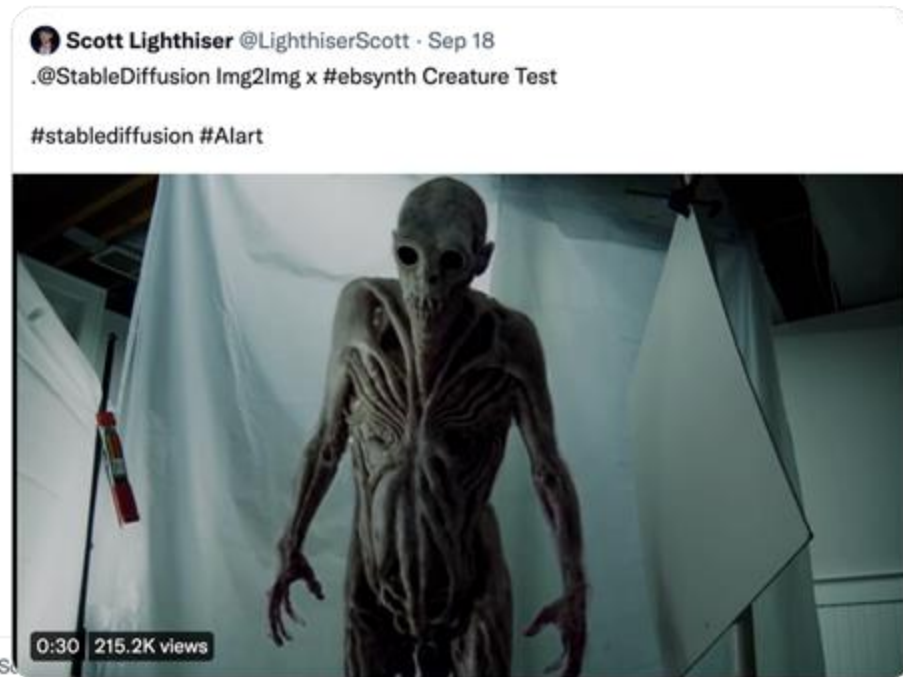 Scott Lighthiser @LighthiserScott · Sep 18
.@StableDiffusion Img2Img x #ebsynth Creature Test
#stablediffusion #AIart
0:30 215.2K views